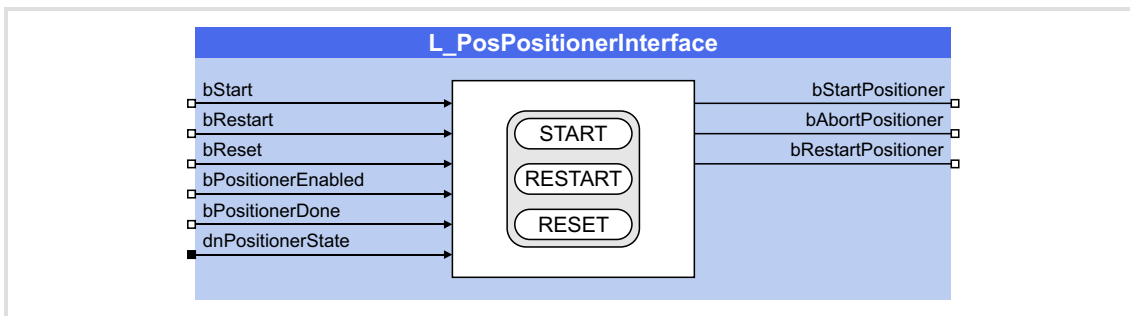 L_PosPositionerInterface
bStart
bRestart
bReset
bPositionerEnabled
bPositionerDone
dnPositionerState
START
RESTART
RESET
bStartPositioner
bAbortPositioner
bRestartPositioner